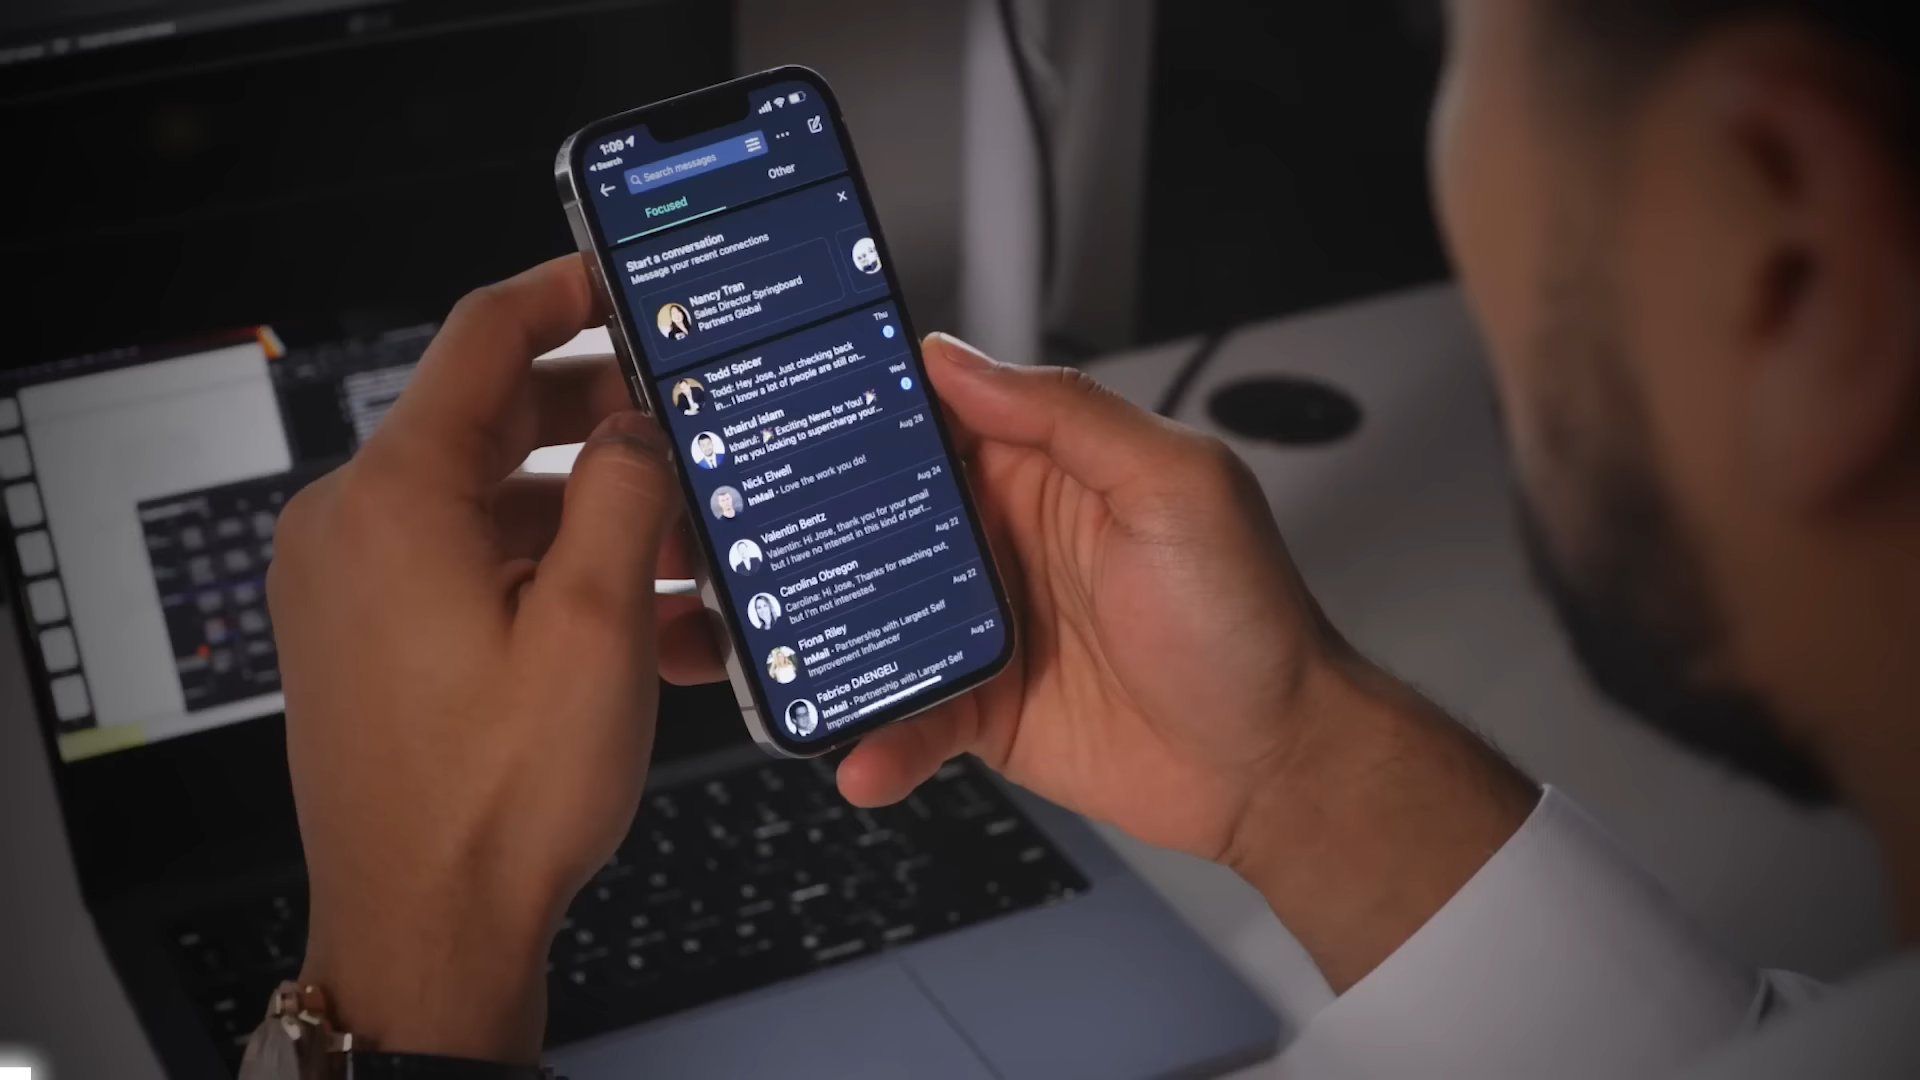 1:09
Search
Search messages
Focused
Other
Start a conversation
Message your recent connections
Nancy Tran
Sales Director Springboard
Partners Global
Thu
Todd Spicer
Todd: Hey Jose, Just checking back
in... I know a lot of people are still on...
Wed
khairul islam
khairul: 🎉 Exciting News for You! 🎉
Are you looking to supercharge your...
Aug 28
Nick Elwell
InMail • Love the work you do!
Aug 24
Valentin Bentz
Valentin: Hi Jose, thank you for your email
but I have no interest in this kind of part...
Aug 22
Carolina Obregon
Carolina: Hi Jose, Thanks for reaching out,
but I'm not interested.
Aug 22
Fiona Riley
InMail • Partnership with Largest Self
Improvement Influencer
Aug 22
Fabrice DAENGELI
InMail • Partnership with Largest Self